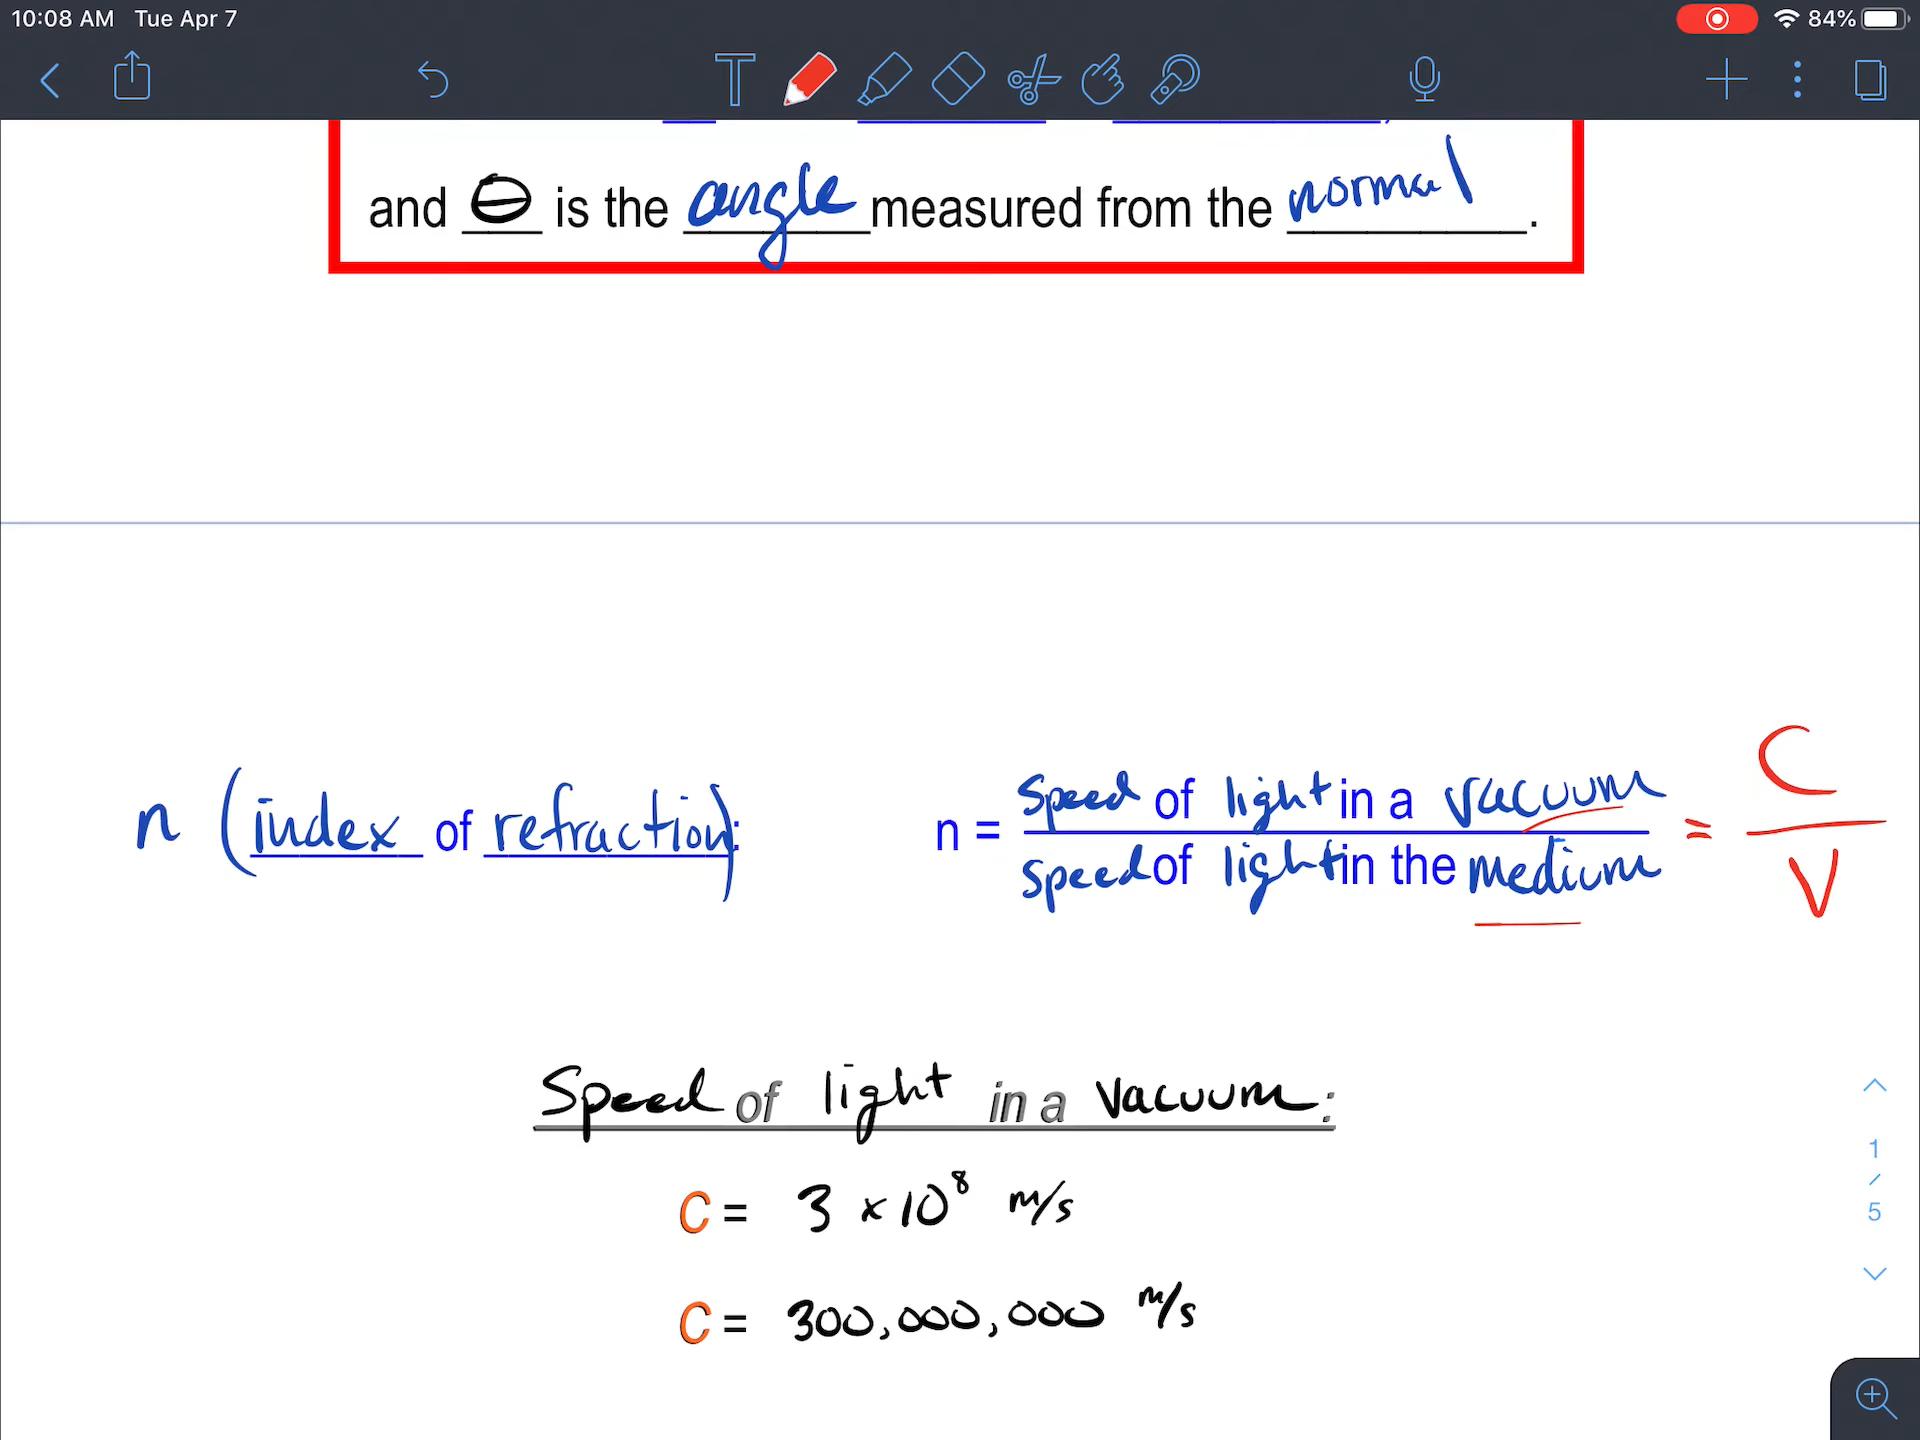 10:08 AM Tue Apr 7 84%
and θ is the angle measured from the normal.
n (index of refraction):
n = speed of light in a vacuum = C
speed of light in the medium V
Speed of light in a vacuum:
C = 3 × 10⁸ m/s
C = 300,000,000 m/s
1
/
5